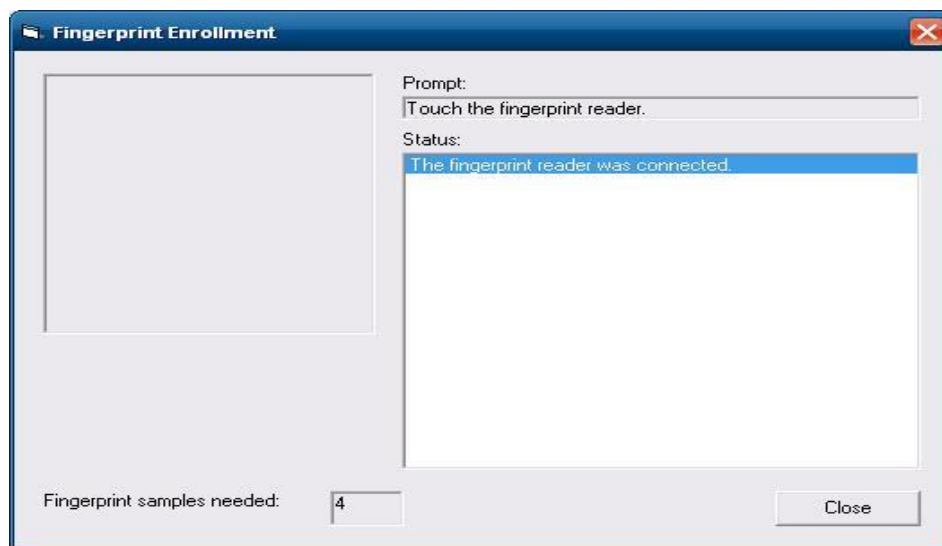 Fingerprint Enrollment
Prompt:
Touch the fingerprint reader.
Status:
The fingerprint reader was connected.
Fingerprint samples needed: 4
Close